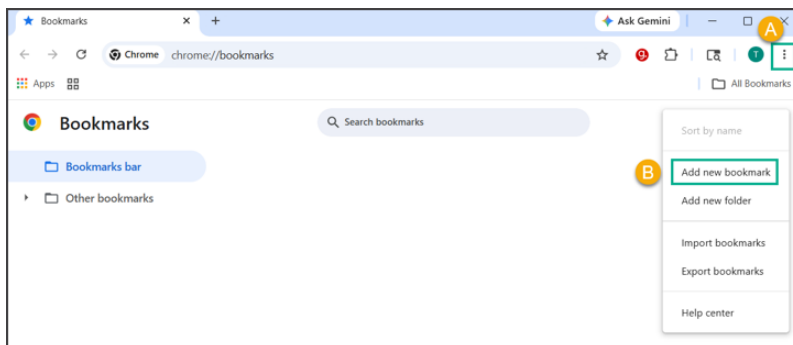 Bookmarks
Ask Gemini
A
Chrome chrome://bookmarks
T
Apps
All Bookmarks
Bookmarks
Search bookmarks
Sort by name
Bookmarks bar
B
Add new bookmark
Other bookmarks
Add new folder
Import bookmarks
Export bookmarks
Help center